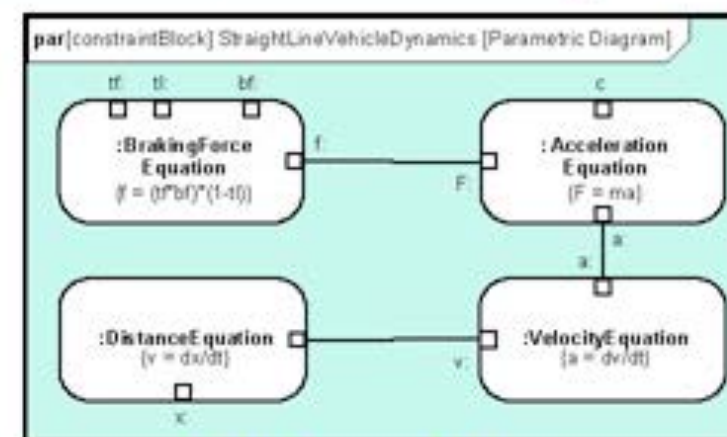 par[constraintBlock] StraightLineVehicleDynamics [Parametric Diagram]
tf: tl: bf: c
:BrakingForce
Equation
{f = (tf*bf)*(1-tl)}
f:
F:
:Acceleration
Equation
{F = ma}
a:
a:
:DistanceEquation
{v = dx/dt}
x:
v:
:VelocityEquation
{a = dv/dt}